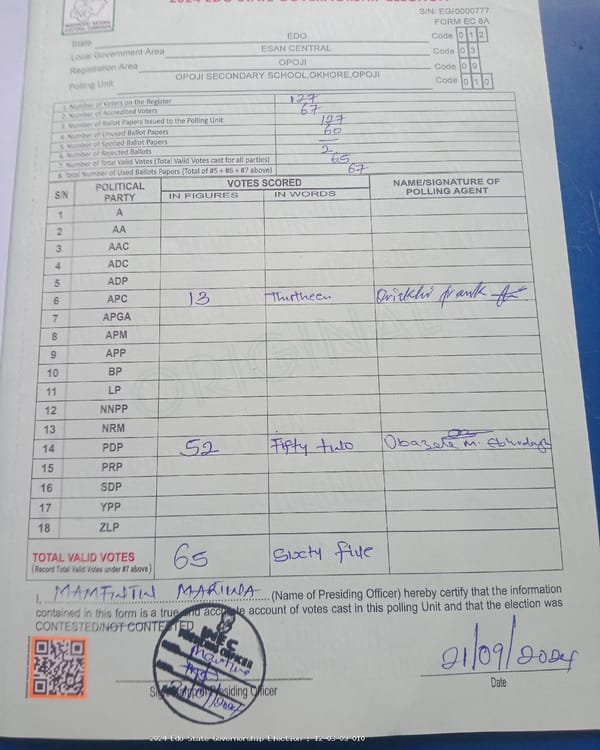 2024 EDO STATE GOVERNORSHIP ELECTION
S/N: EG/0000777
FORM EC 8A
State EDO Code 0 1 2
Local Government Area ESAN CENTRAL Code 0 3
Registration Area OPOJI Code 0 9
Polling Unit OPOJI SECONDARY SCHOOL,OKHORE,OPOJI Code 0 1 0
1. Number of Voters on the Register 127
2. Number of Accredited Voters 67
3. Number of Ballot Papers Issued to the Polling Unit 127
4. Number of Unused Ballot Papers 60
5. Number of Spoiled Ballot Papers
6. Number of Rejected Ballots 2
7. Number of Total Valid Votes (Total Valid Votes cast for all parties) 65
8. Total Number of Used Ballots Papers (Total of #5 + #6 + #7 above) 67
S/N POLITICAL PARTY VOTES SCORED NAME/SIGNATURE OF POLLING AGENT
IN FIGURES IN WORDS
1 A
2 AA
3 AAC
4 ADC
5 ADP
6 APC 13 Thirtheen frank
7 APGA
8 APM
9 APP
10 BP
11 LP
12 NNPP
13 NRM
14 PDP 52 Fifty two Obazele M.
15 PRP
16 SDP
17 YPP
18 ZLP
TOTAL VALID VOTES 65 Sixty five
(Record Total Valid Votes under #7 above)
I, MARINA (Name of Presiding Officer) hereby certify that the information
contained in this form is a true and accurate account of votes cast in this polling Unit and that the election was
CONTESTED/NOT CONTESTED
INEC
PRESIDING OFFICER
21/09/2024
Signature of Presiding Officer
Date
2024 Edo State Governorship Election : 12-03-09-010